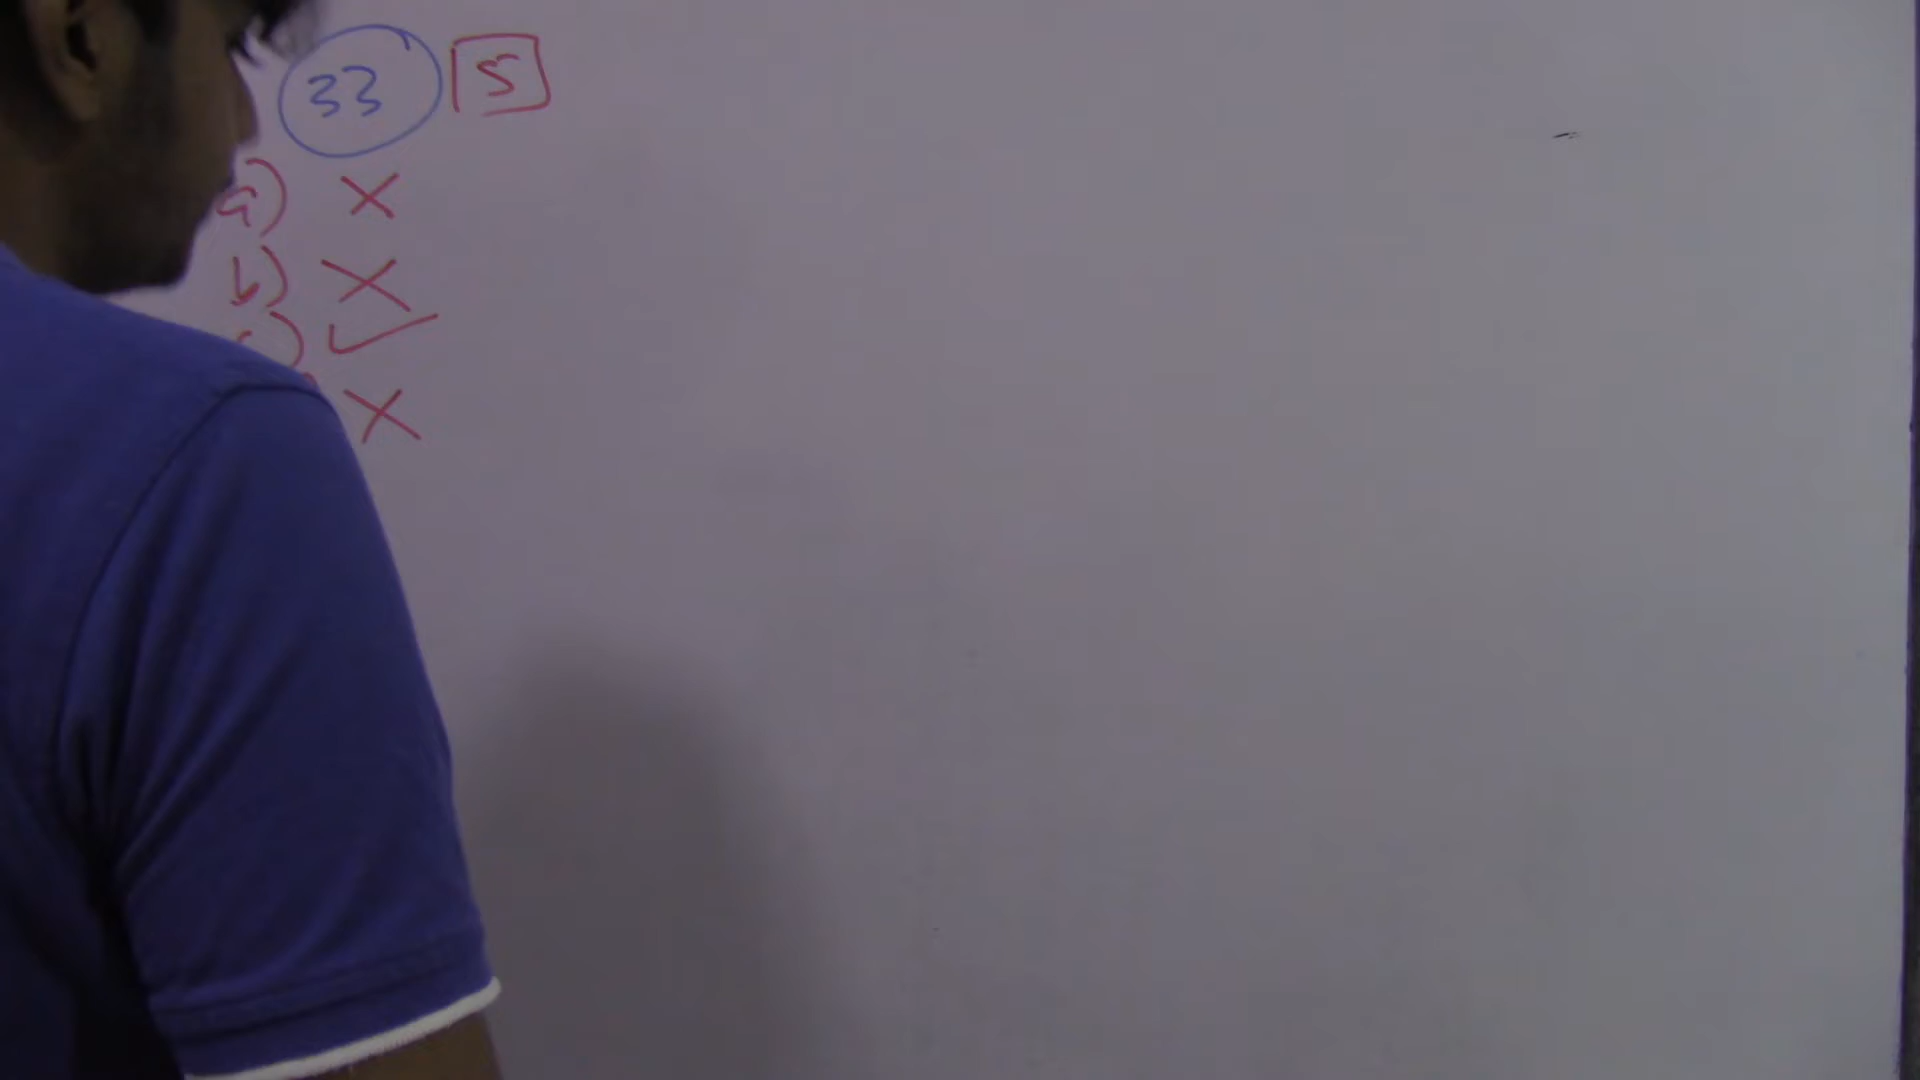 33 5
a) ×
b) ×
c) ✓
×